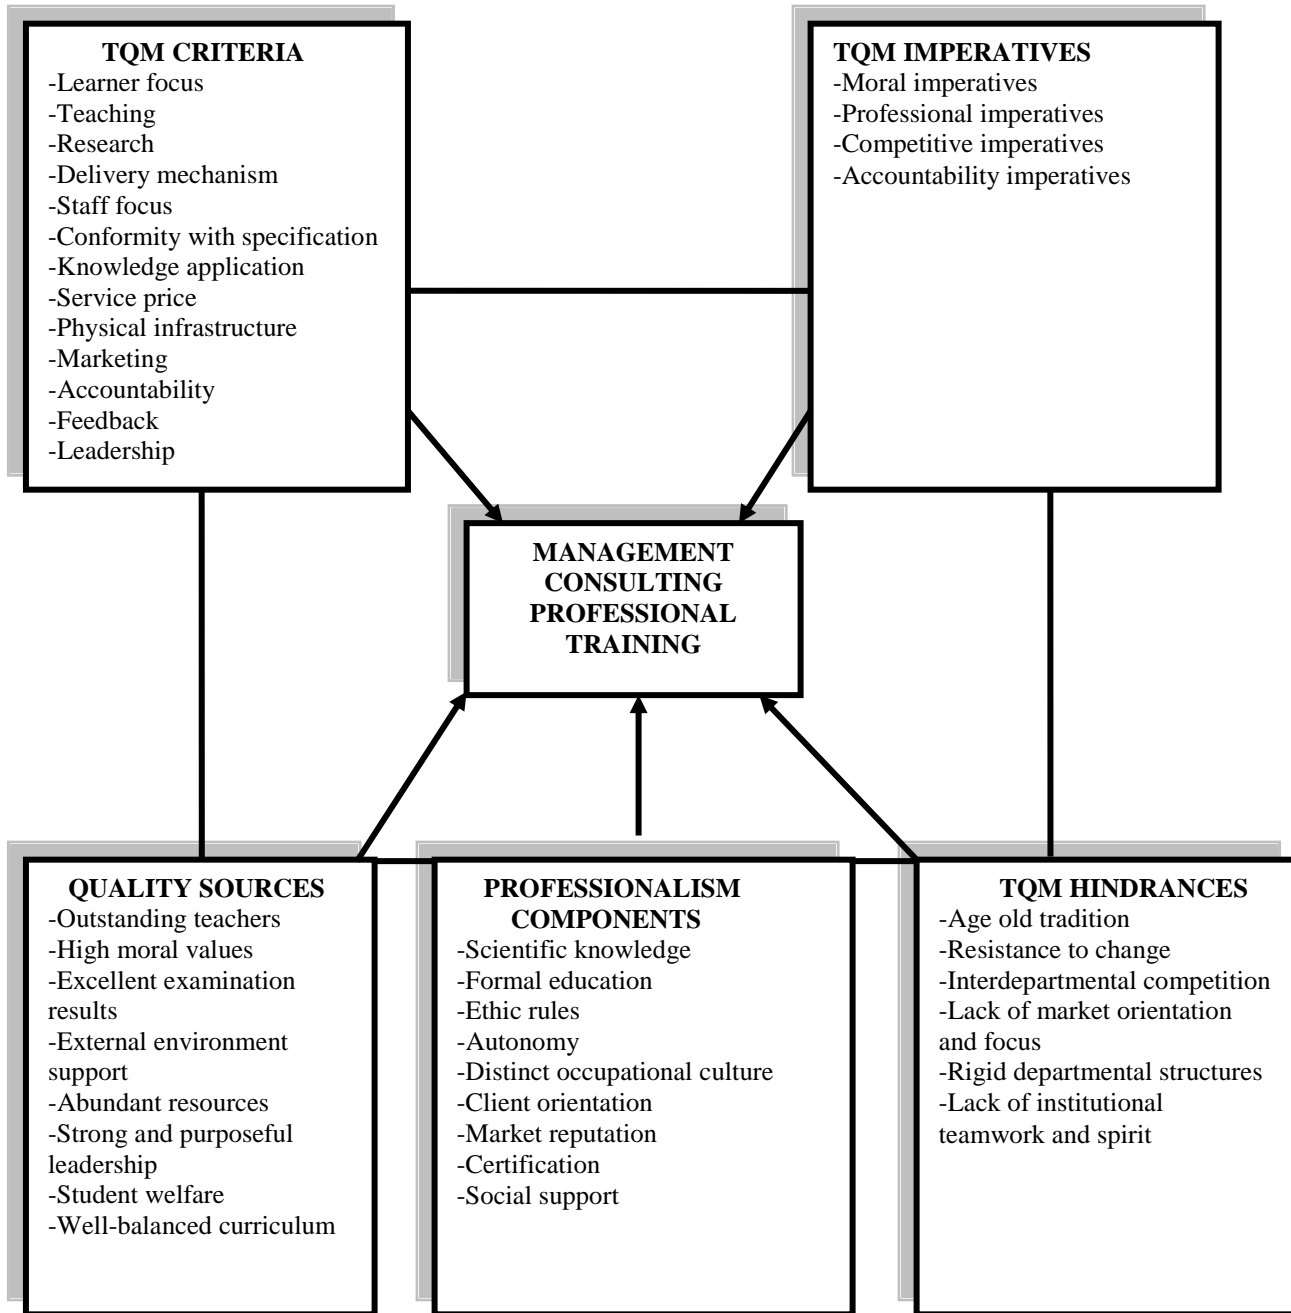 TQM CRITERIA
-Learner focus
-Teaching
-Research
-Delivery mechanism
-Staff focus
-Conformity with specification
-Knowledge application
-Service price
-Physical infrastructure
-Marketing
-Accountability
-Feedback
-Leadership
TQM IMPERATIVES
-Moral imperatives
-Professional imperatives
-Competitive imperatives
-Accountability imperatives
MANAGEMENT
CONSULTING
PROFESSIONAL
TRAINING
QUALITY SOURCES
-Outstanding teachers
-High moral values
-Excellent examination
results
-External environment
support
-Abundant resources
-Strong and purposeful
leadership
-Student welfare
-Well-balanced curriculum
PROFESSIONALISM
COMPONENTS
-Scientific knowledge
-Formal education
-Ethic rules
-Autonomy
-Distinct occupational culture
-Client orientation
-Market reputation
-Certification
-Social support
TQM HINDRANCES
-Age old tradition
-Resistance to change
-Interdepartmental competition
-Lack of market orientation
and focus
-Rigid departmental structures
-Lack of institutional
teamwork and spirit